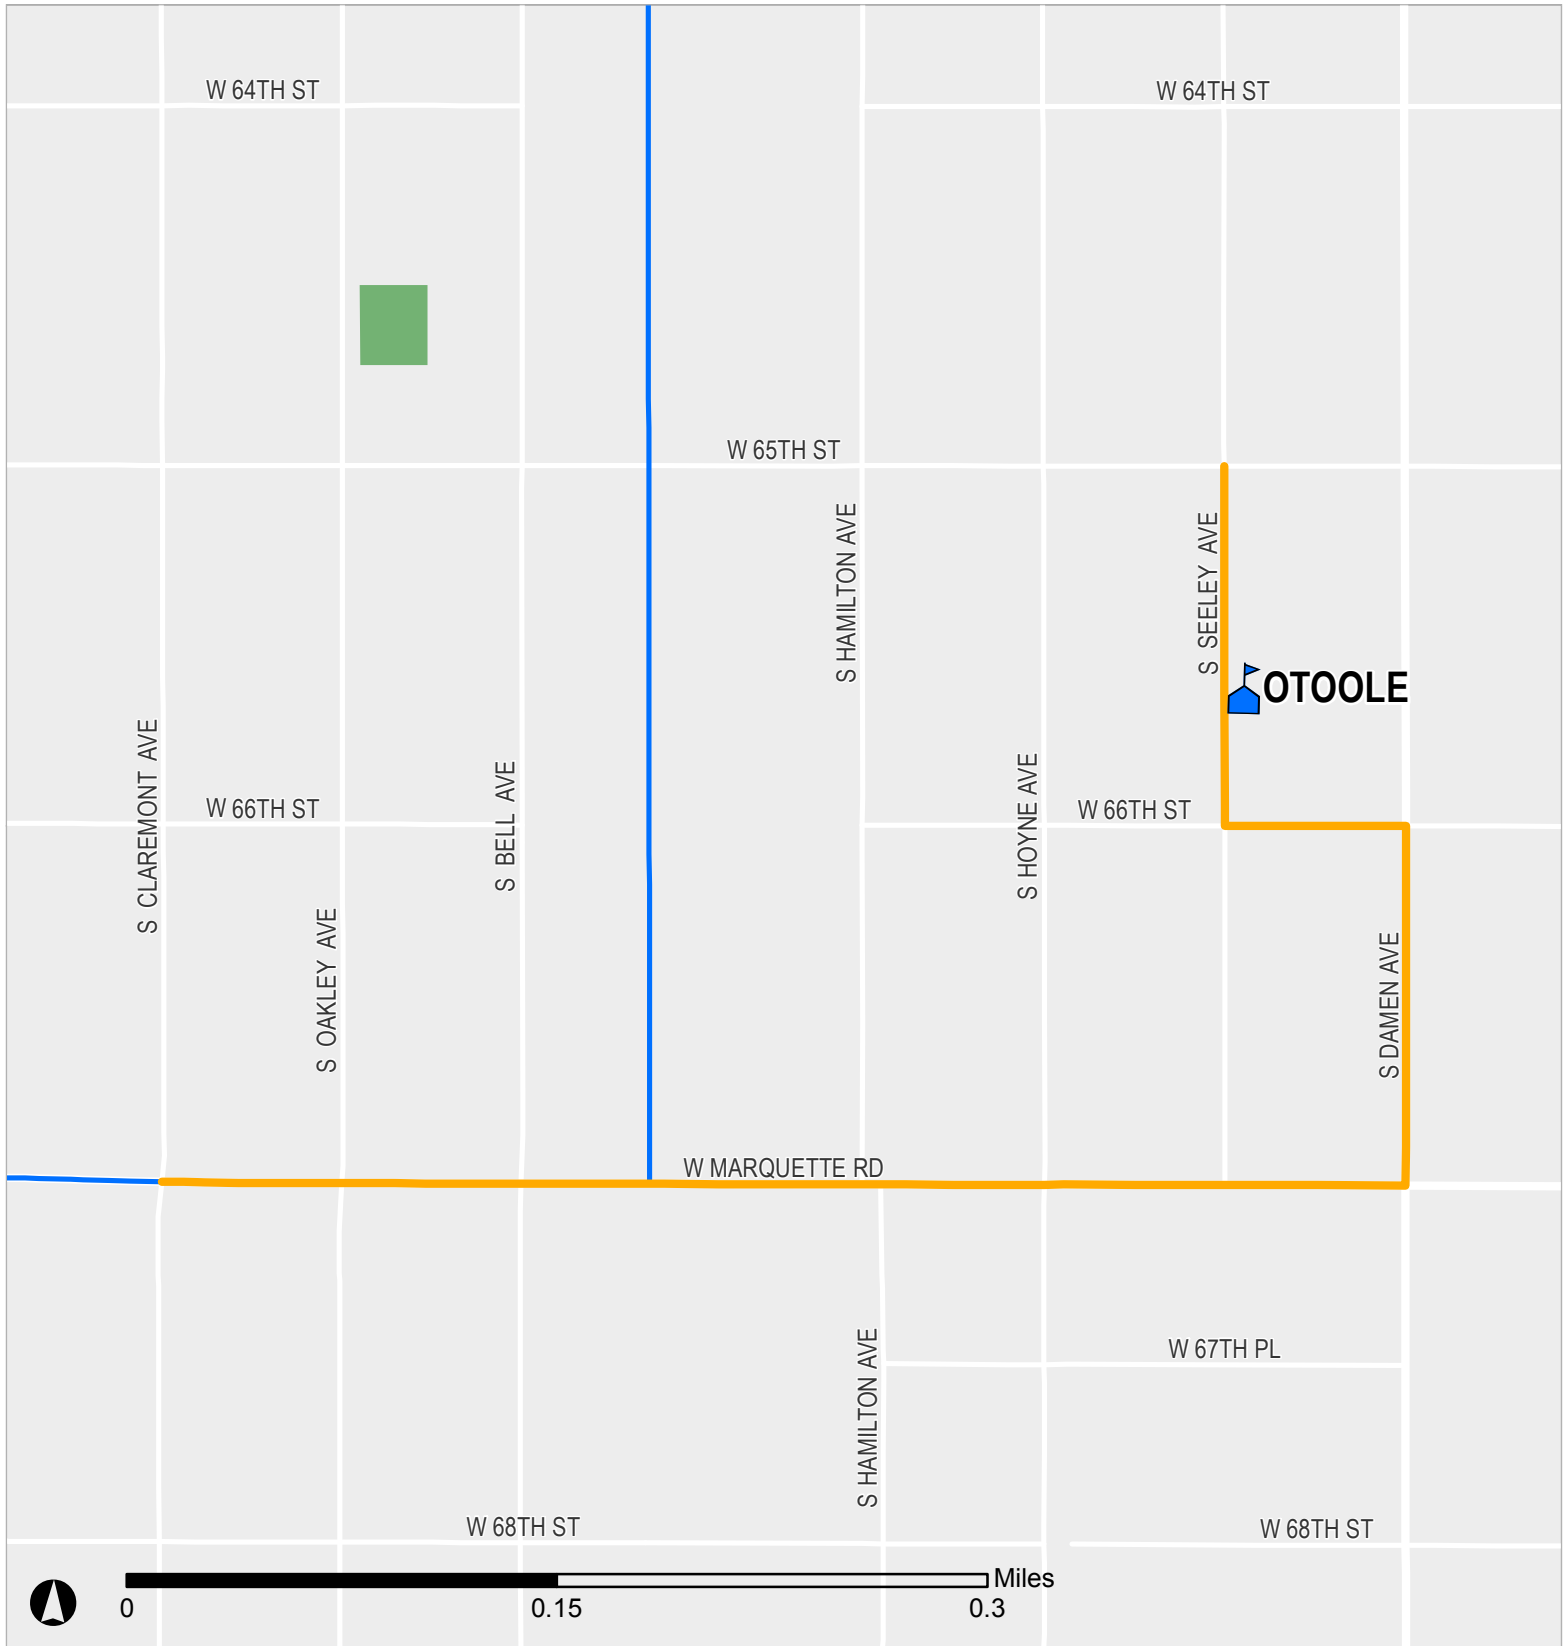 W 64TH ST
W 64TH ST
W 65TH ST
S HAMILTON AVE
S SEELEY AVE
OTOOLE
S CLAREMONT AVE
W 66TH ST
S BELL AVE
S HOYNE AVE
W 66TH ST
S OAKLEY AVE
S DAMEN AVE
W MARQUETTE RD
S HAMILTON AVE
W 67TH PL
W 68TH ST
W 68TH ST
Miles
0
0.15
0.3